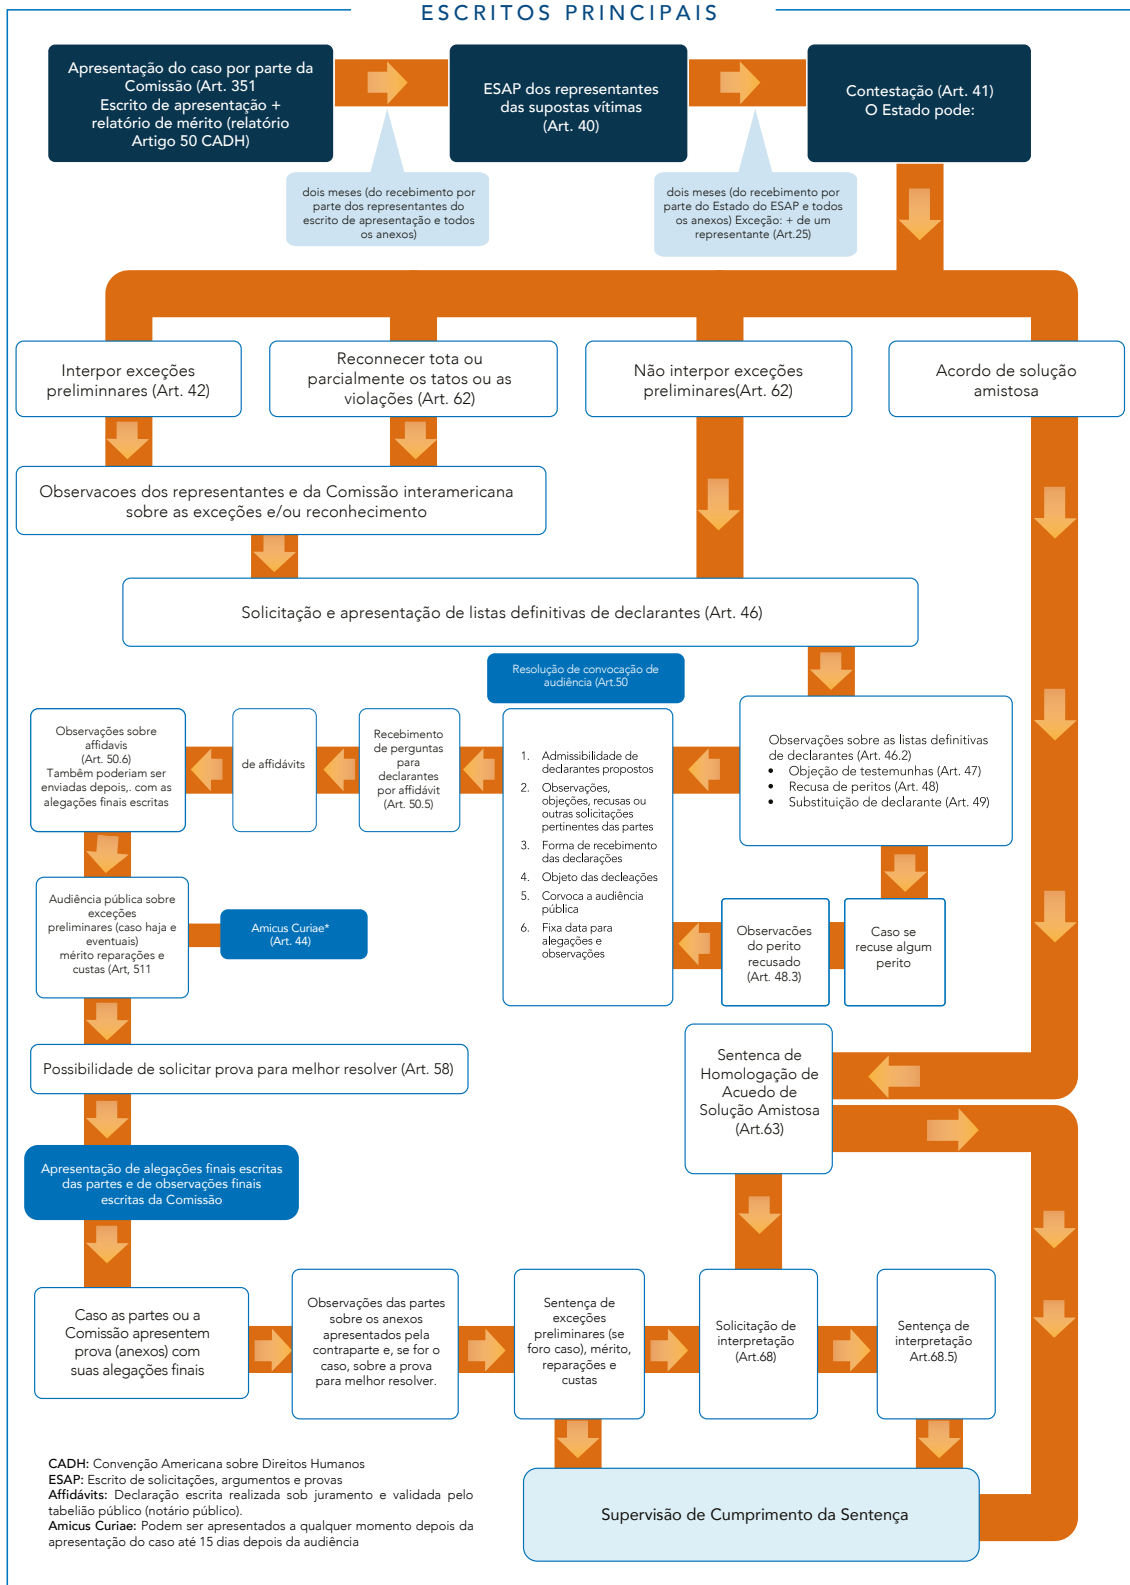 ESCRITOS PRINCIPAIS
Apresentação do caso por parte da
Comissão (Art. 351
Escrito de apresentação +
relatório de mérito (relatório
Artigo 50 CADH)
ESAP dos representantes
das supostas vítimas
(Art. 40)
Contestação (Art. 41)
O Estado pode:
dois meses (do recebimento por
parte dos representantes do
escrito de apresentação e todos
os anexos)
dois meses (do recebimento por
parte do Estado do ESAP e todos
os anexos) Exceção: + de um
representante (Art.25)
Interpor exceções
preliminnares (Art. 42)
Reconnecer tota ou
parcialmente os tatos ou as
violações (Art. 62)
Não interpor exceções
preliminares(Art. 62)
Acordo de solução
amistosa
Observacoes dos representantes e da Comissão interamericana
sobre as exceções e/ou reconhecimento
Solicitação e apresentação de listas definitivas de declarantes (Art. 46)
Resolução de convocação de
audiência (Art.50
Observações sobre
affidavis
(Art. 50.6)
Também poderiam ser
enviadas depois,. com as
alegações finais escritas
de affidávits
Recebimento
de perguntas
para
declarantes
por affidávit
(Art. 50.5)
1. Admissibilidade de
declarantes propostos
2. Observações,
objeções, recusas ou
outras solicitações
pertinentes das partes
3. Forma de recebimento
das declarações
4. Objeto das decleações
5. Corvoca a audiência
pública
6. Fixa data para
alegações e
observações
Observações sobre as listas definitivas
de declarantes (Art. 46.2)
• Objeção de testemunhas (Art. 47)
• Recusa de peritos (Art. 48)
• Substituição de declarante (Art. 49)
Audiência pública sobre
exceções
preliminares (caso haja e
eventuais)
mérito reparações e
custas (Art, 511
Amicus Curiae*
(Art. 44)
Observacões
do perito
recusado
(Art. 48.3)
Caso se
recuse algum
perito
Possibilidade de solicitar prova para melhor resolver (Art. 58)
Sentenca de
Homologação de
Acuedo de
Solução Amistosa
(Art.63)
Apresentação de alegações finais escritas
das partes e de observações finais
escritas da Comissão
Caso as partes ou a
Comissão apresentem
prova (anexos) com
suas alegações finais
Observações das partes
sobre os anexos
apresentados pela
contraparte e, se for o
caso, sobre a prova
para melhor resolver.
Sentença de
exceções
preliminares (se
foro caso), mérito,
reparações e
custas
Solicitação de
interpretação
(Art.68)
Sentença de
interpretação
Art.68.5)
Supervisão de Cumprimento da Sentença
CADH: Convenção Americana sobre Direitos Humanos
ESAP: Escrito de solicitações, argumentos e provas
Affidávits: Declaração escrita realizada sob juramento e validada pelo
tabelião público (notário público).
Amicus Curiae: Podem ser apresentados a qualquer momento depois da
apresentação do caso até 15 dias depois da audiência